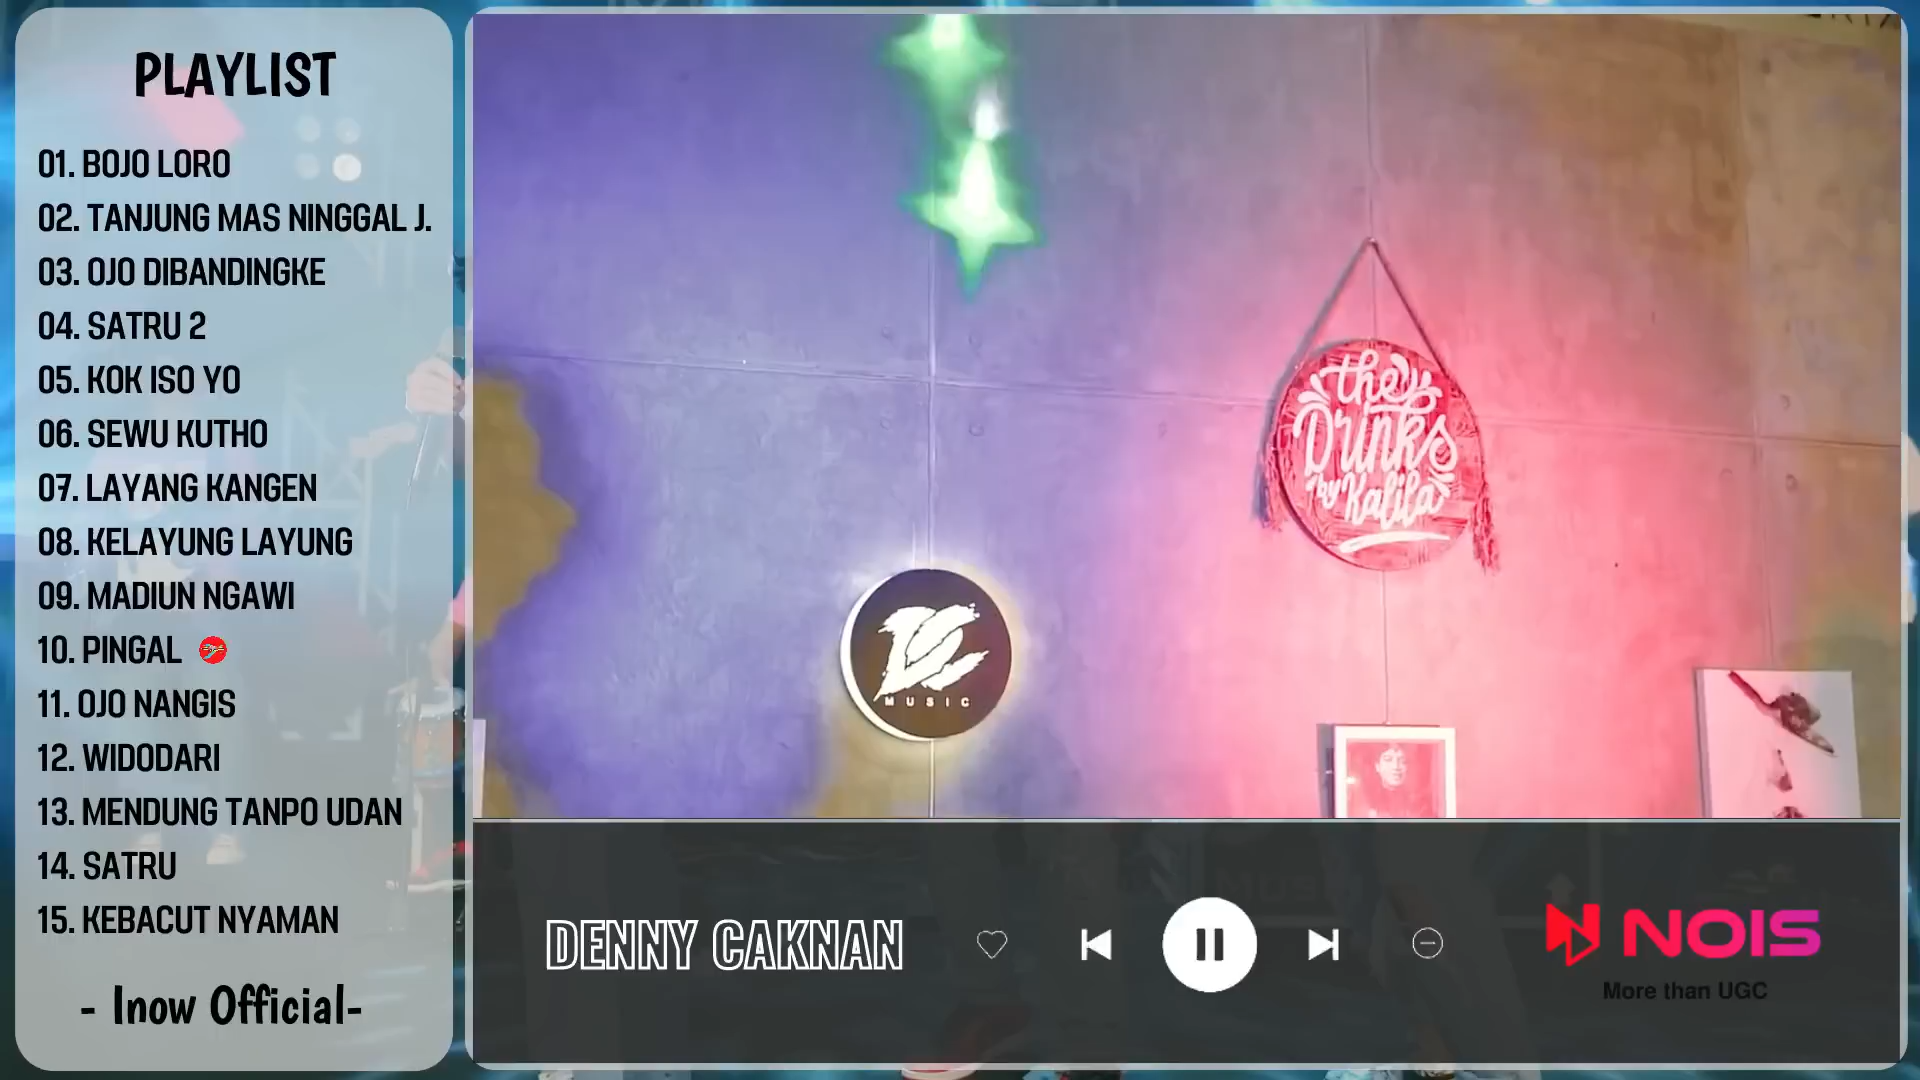 PLAYLIST
01. BOJO LORO
02. TANJUNG MAS NINGGAL J.
03. OJO DIBANDINGKE
04. SATRU 2
05. KOK ISO YO
06. SEWU KUTHO
07. LAYANG KANGEN
08. KELAYUNG LAYUNG
09. MADIUN NGAWI
10. PINGAL
11. OJO NANGIS
12. WIDODARI
13. MENDUNG TANPO UDAN
14. SATRU
15. KEBACUT NYAMAN
- Inow Official-
the
Drinks
by Kalila
DC
MUSIC
DENNY CAKNAN
NOIS
More than UGC